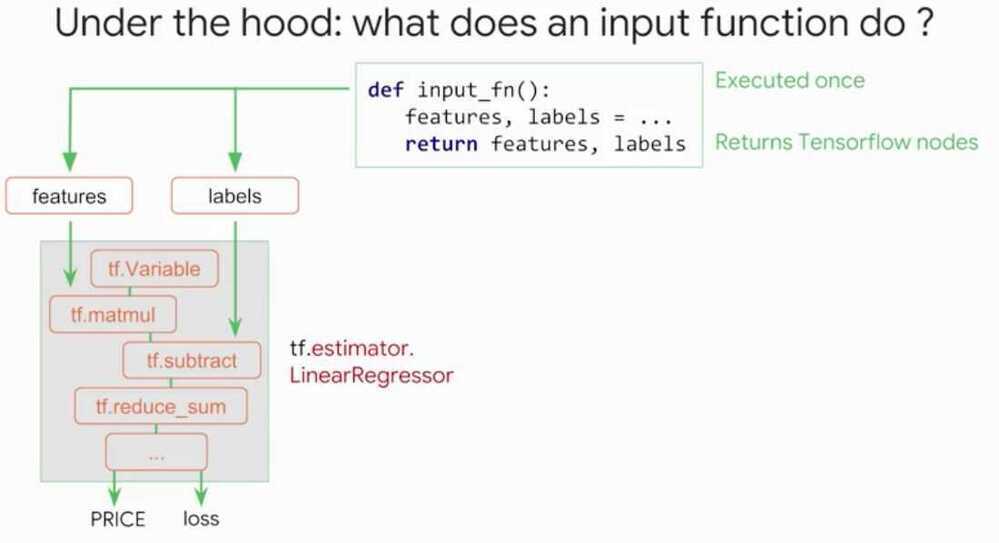 Under the hood: what does an input function do ?
def input_fn():
features, labels = ...
return features, labels
Executed once
Returns Tensorflow nodes
features
labels
tf.Variable
tf.matmul
tf.subtract
tf.reduce_sum
...
tf.estimator.
LinearRegressor
PRICE
loss